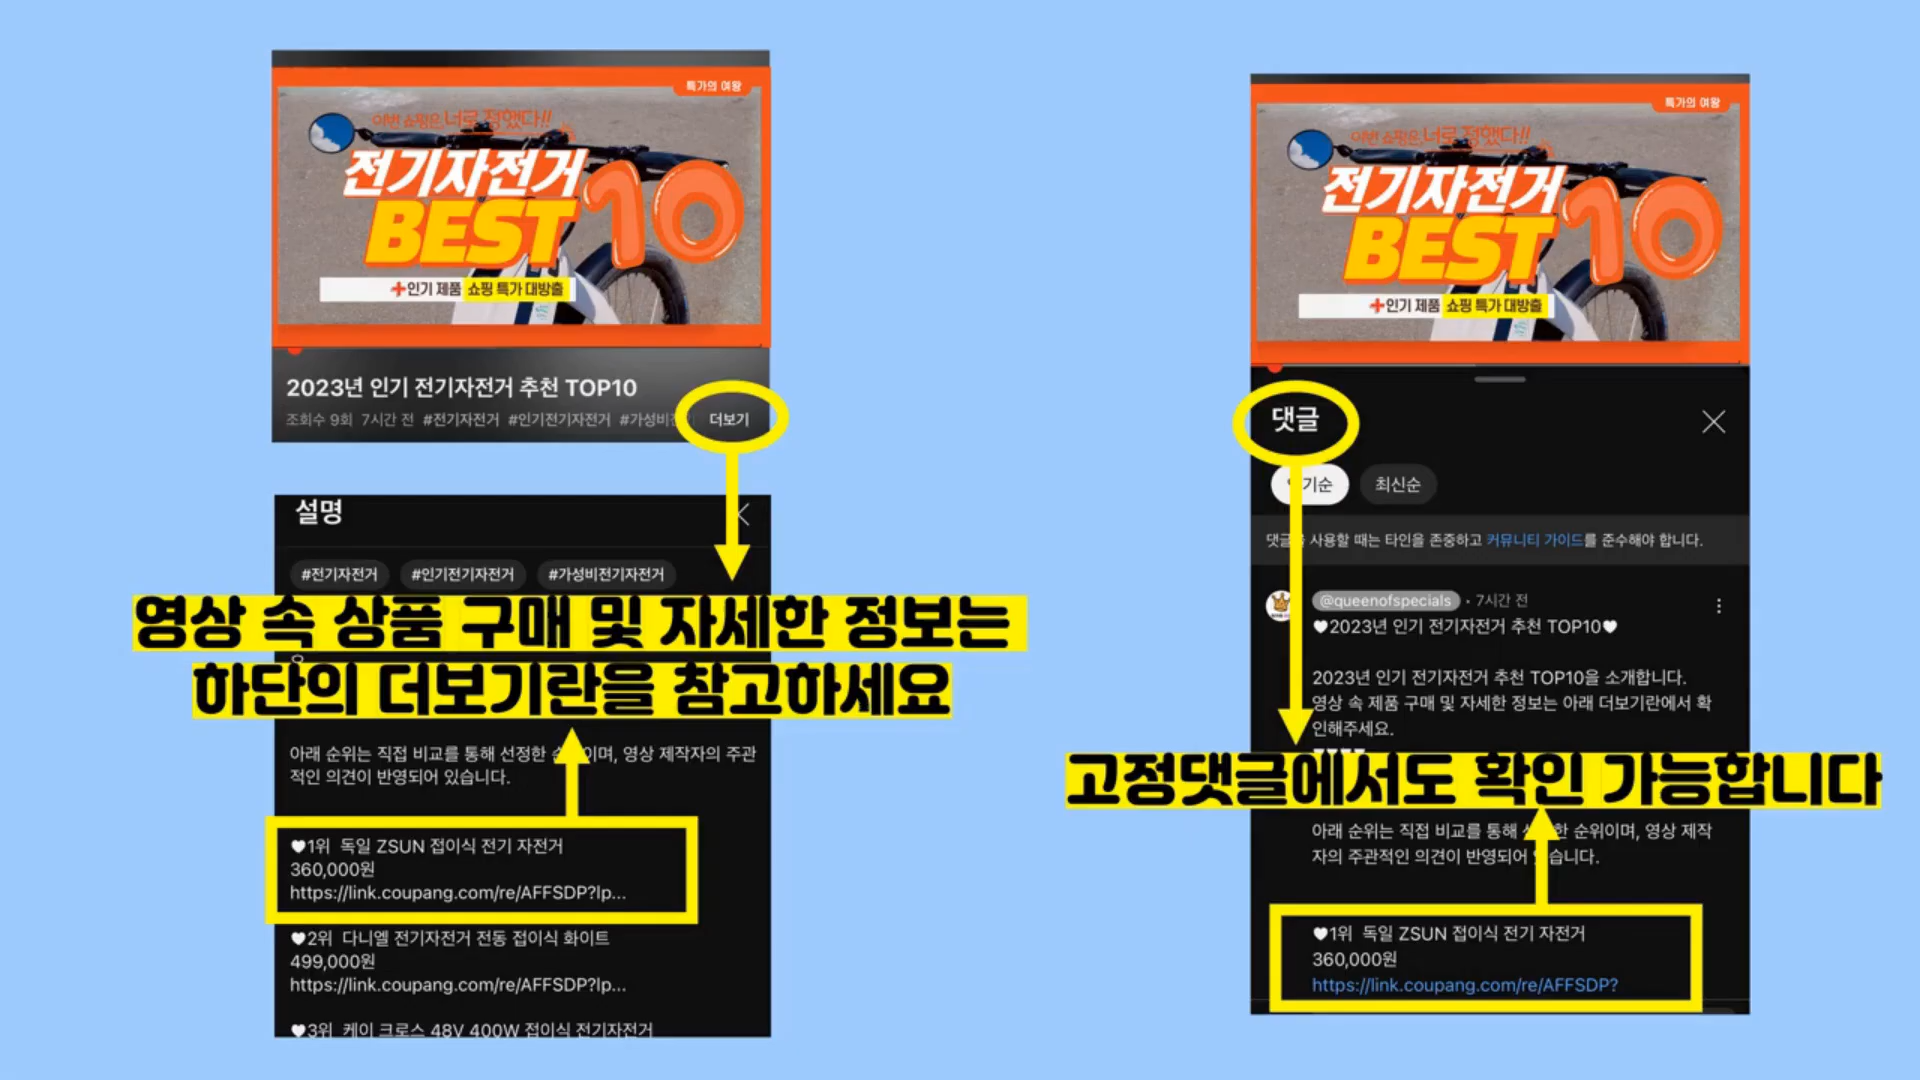 특가의 여왕
이번 쇼핑은 너로 정했다!!
전기자전거
BEST 10
+인기 제품 쇼핑 특가 대방출
2023년 인기 전기자전거 추천 TOP10
조회수 9회 7시간 전 #전기자전거 #인기전기자전거 #가성비
더보기
설명
#전기자전거 #인기전기자전거 #가성비전기자전거
영상 속 상품 구매 및 자세한 정보는
하단의 더보기란을 참고하세요
아래 순위는 직접 비교를 통해 선정한 이며, 영상 제작자의 주관
적인 의견이 반영되어 있습니다.
♥1위 독일 ZSUN 접이식 전기 자전거
360,000원
https://link.coupang.com/re/AFFSDP?lp...
♥2위 다니엘 전기자전거 전동 접이식 화이트
499,000원
https://link.coupang.com/re/AFFSDP?lp...
♥3위 케이 크로스 48V 400W 접이식 전기자전거
특가의 여왕
이번 쇼핑은 너로 정했다!!
전기자전거
BEST 10
+인기 제품 쇼핑 특가 대방출
댓글
기순 최신순
댓글 사용할 때는 타인을 존중하고 커뮤니티 가이드를 준수해야 합니다.
@queenofspecials · 7시간 전
♥2023년 인기 전기자전거 추천 TOP10♥
2023년 인기 전기자전거 추천 TOP10을 소개합니다.
영상 속 제품 구매 및 자세한 정보는 아래 더보기란에서 확
인해주세요.
고정댓글에서도 확인 가능합니다
아래 순위는 직접 비교를 통해 한 순위이며, 영상 제작
자의 주관적인 의견이 반영되어 습니다.
♥1위 독일 ZSUN 접이식 전기 자전거
360,000원
https://link.coupang.com/re/AFFSDP?